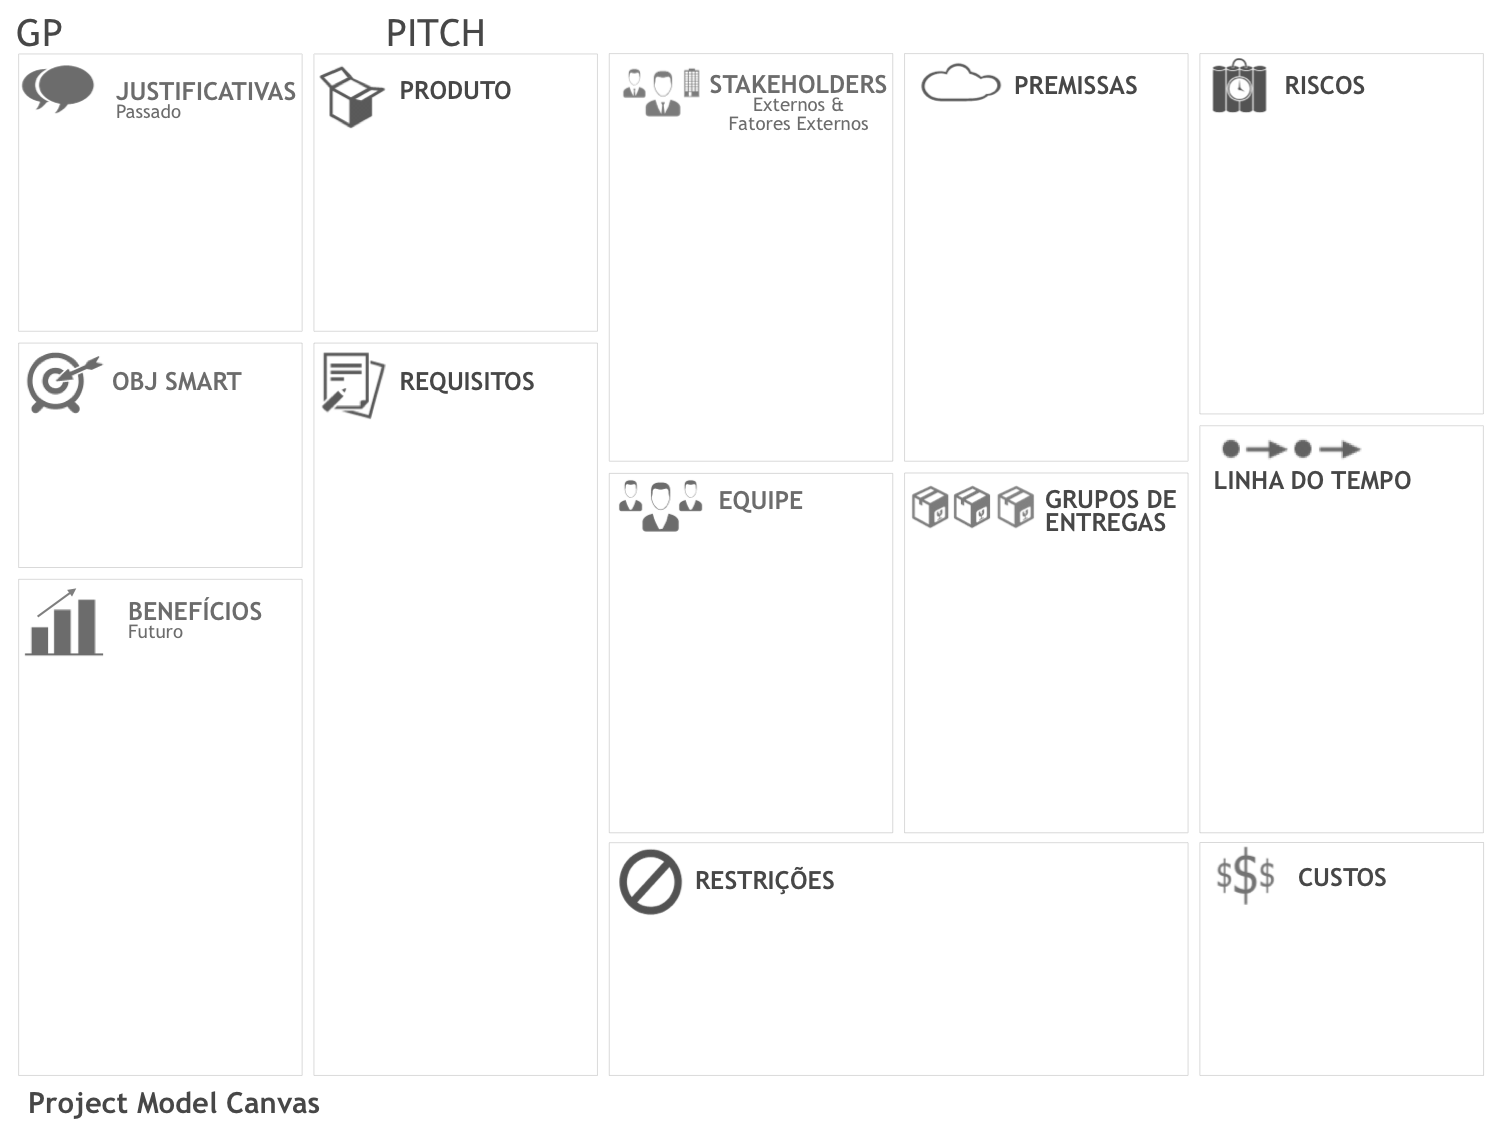 GP
PITCH
JUSTIFICATIVAS
Passado
PRODUTO
STAKEHOLDERS
Externos &
Fatores Externos
PREMISSAS
RISCOS
OBJ SMART
REQUISITOS
LINHA DO TEMPO
EQUIPE
GRUPOS DE
ENTREGAS
BENEFÍCIOS
Futuro
RESTRIÇÕES
$$$
CUSTOS
Project Model Canvas